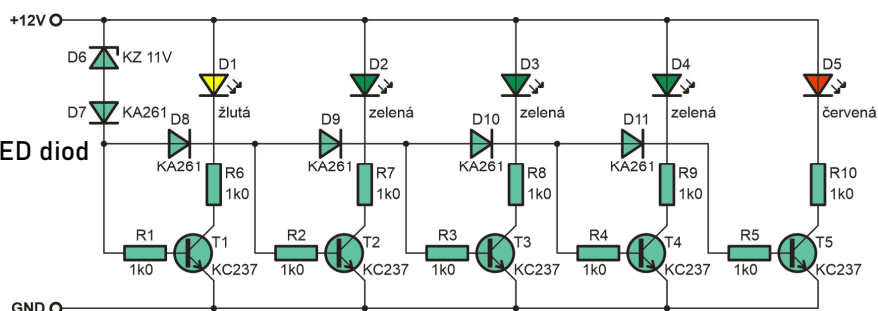 +12V
D6
KZ 11V
D1
D2
D3
D4
D5
D7
KA261
žlutá
zelená
zelená
zelená
červená
D8
D9
D10
D11
ED diod
KA261
KA261
KA261
KA261
R6
1k0
R7
1k0
R8
1k0
R9
1k0
R10
1k0
R1
1k0
T1
KC237
R2
1k0
T2
KC237
R3
1k0
T3
KC237
R4
1k0
T4
KC237
R5
1k0
T5
KC237
GND